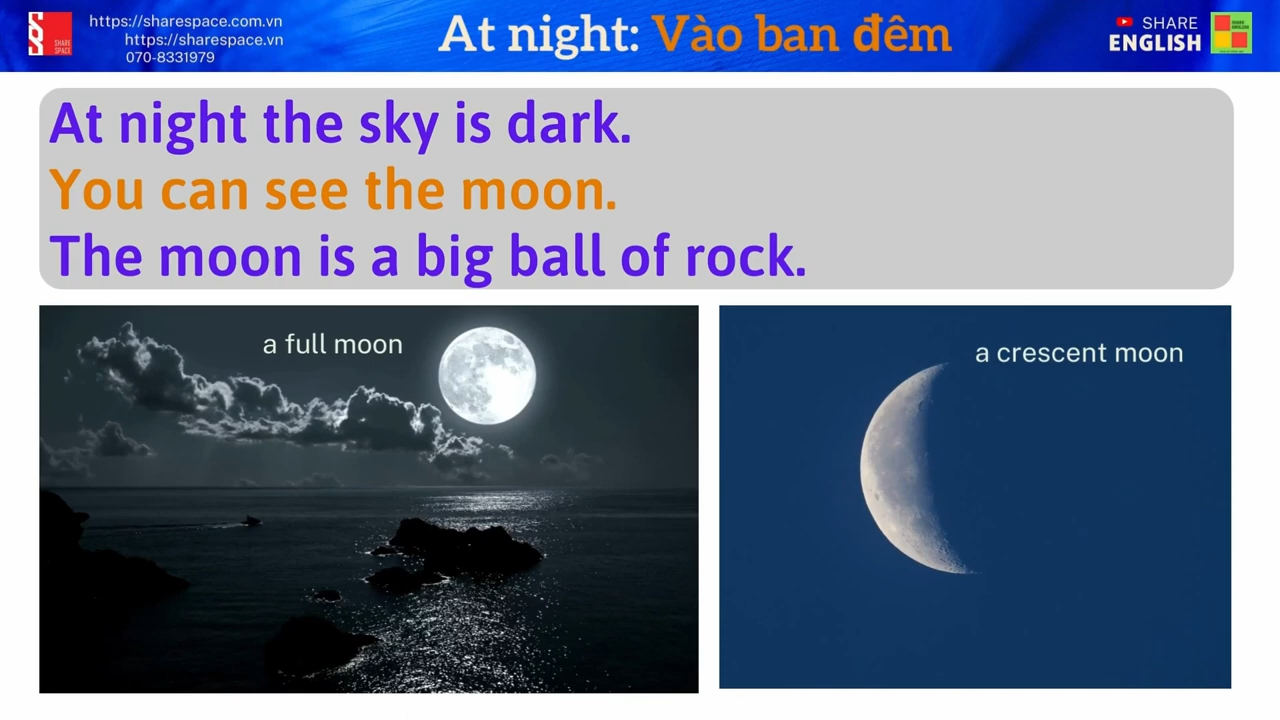 https://sharespace.com.vn
https://sharespace.vn
070-8331979
SHARE
SPACE
At night: Vào ban đêm
SHARE
ENGLISH
At night the sky is dark.
You can see the moon.
The moon is a big ball of rock.
a full moon
a crescent moon